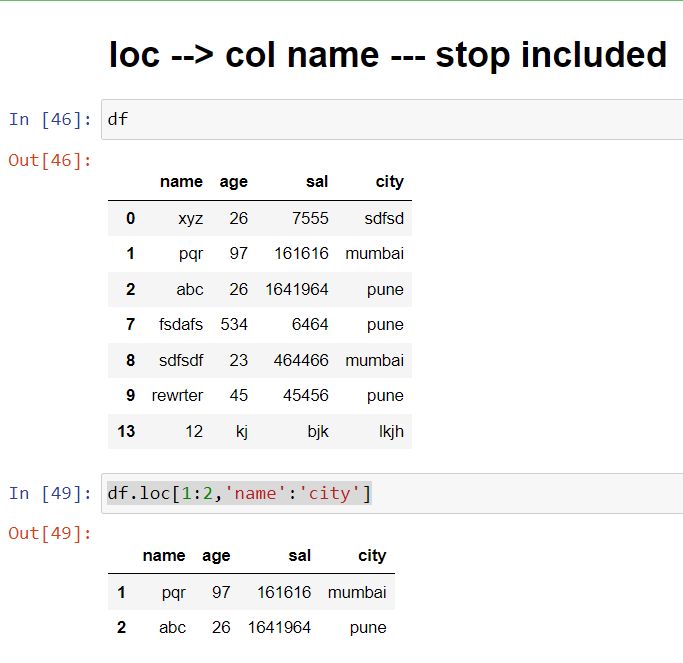 loc --> col name --- stop included
In [46]: df
Out[46]:
name age sal city
0 xyz 26 7555 sdfsd
1 pqr 97 161616 mumbai
2 abc 26 1641964 pune
7 fsdafs 534 6464 pune
8 sdfsdf 23 464466 mumbai
9 rewrter 45 45456 pune
13 12 kj bjk lkjh
In [49]: df.loc[1:2,'name':'city']
Out[49]:
name age sal city
1 pqr 97 161616 mumbai
2 abc 26 1641964 pune